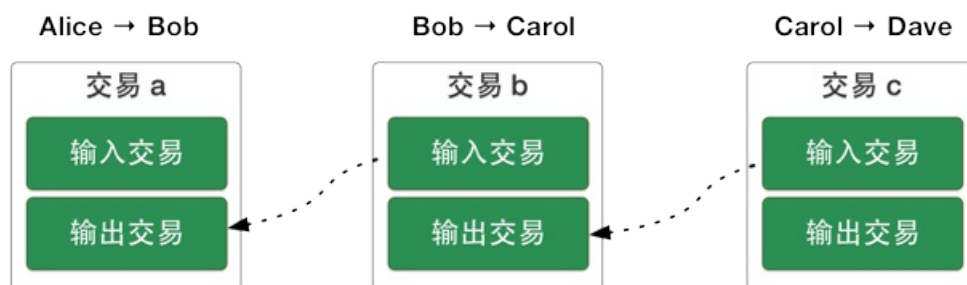 Alice → Bob
Bob → Carol
Carol → Dave
交易 a
交易 b
交易 c
输入交易
输入交易
输入交易
输出交易
输出交易
输出交易